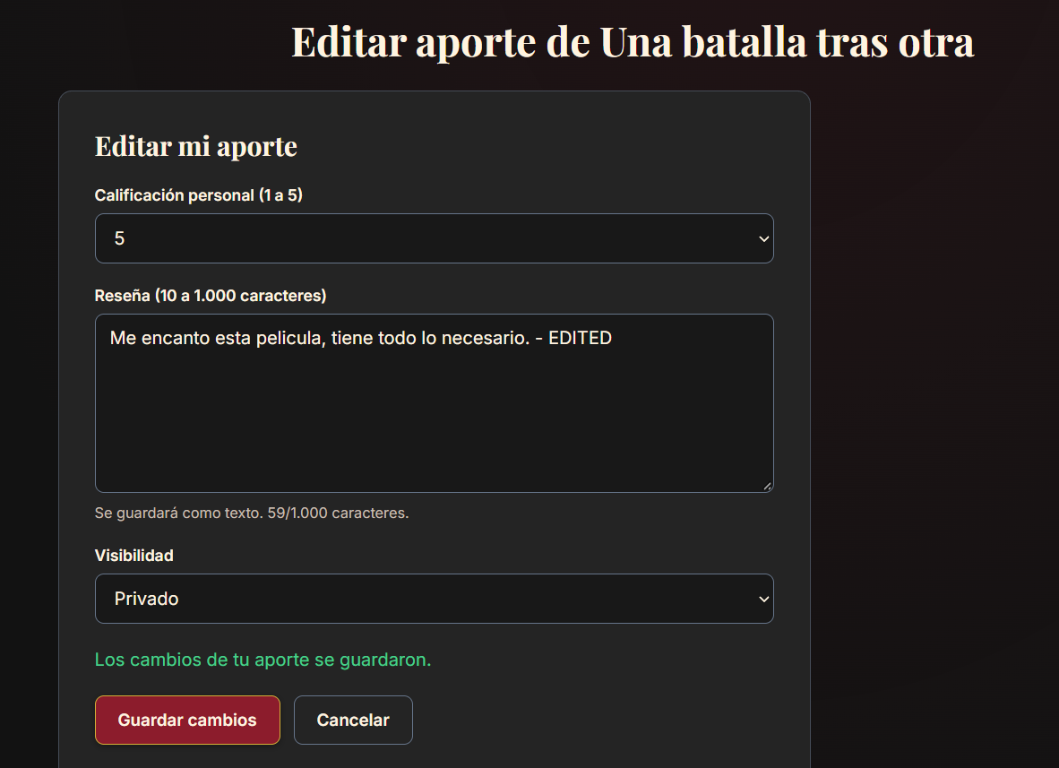 Editar aporte de Una batalla tras otra
Editar mi aporte
Calificación personal (1 a 5)
5
Reseña (10 a 1.000 caracteres)
Me encanto esta pelicula, tiene todo lo necesario. - EDITED
Se guardará como texto. 59/1.000 caracteres.
Visibilidad
Privado
Los cambios de tu aporte se guardaron.
Guardar cambios
Cancelar